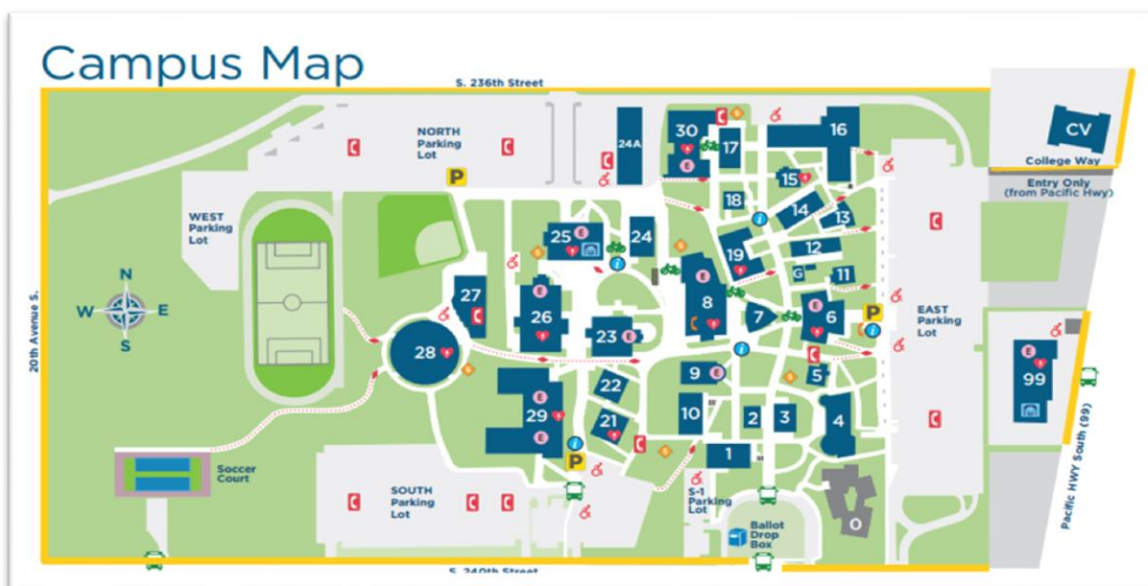 Campus Map
S. 236th Street
CV
College Way
Entry Only
(from Pacific Hwy)
NORTH
Parking
Lot
24A
30
17
16
15
18
14
13
WEST
Parking
Lot
25
24
19
12
G
11
N
W
E
S
20th Avenue S.
27
26
8
7
6
P
P
EAST
Parking
Lot
28
23
99
22
9
5
29
21
10
2
3
4
1
P
Soccer
Court
SOUTH
Parking
Lot
S-1
Parking
Lot
Ballot
Drop
Box
O
Pacific HWY South (99)
S. 240th Street